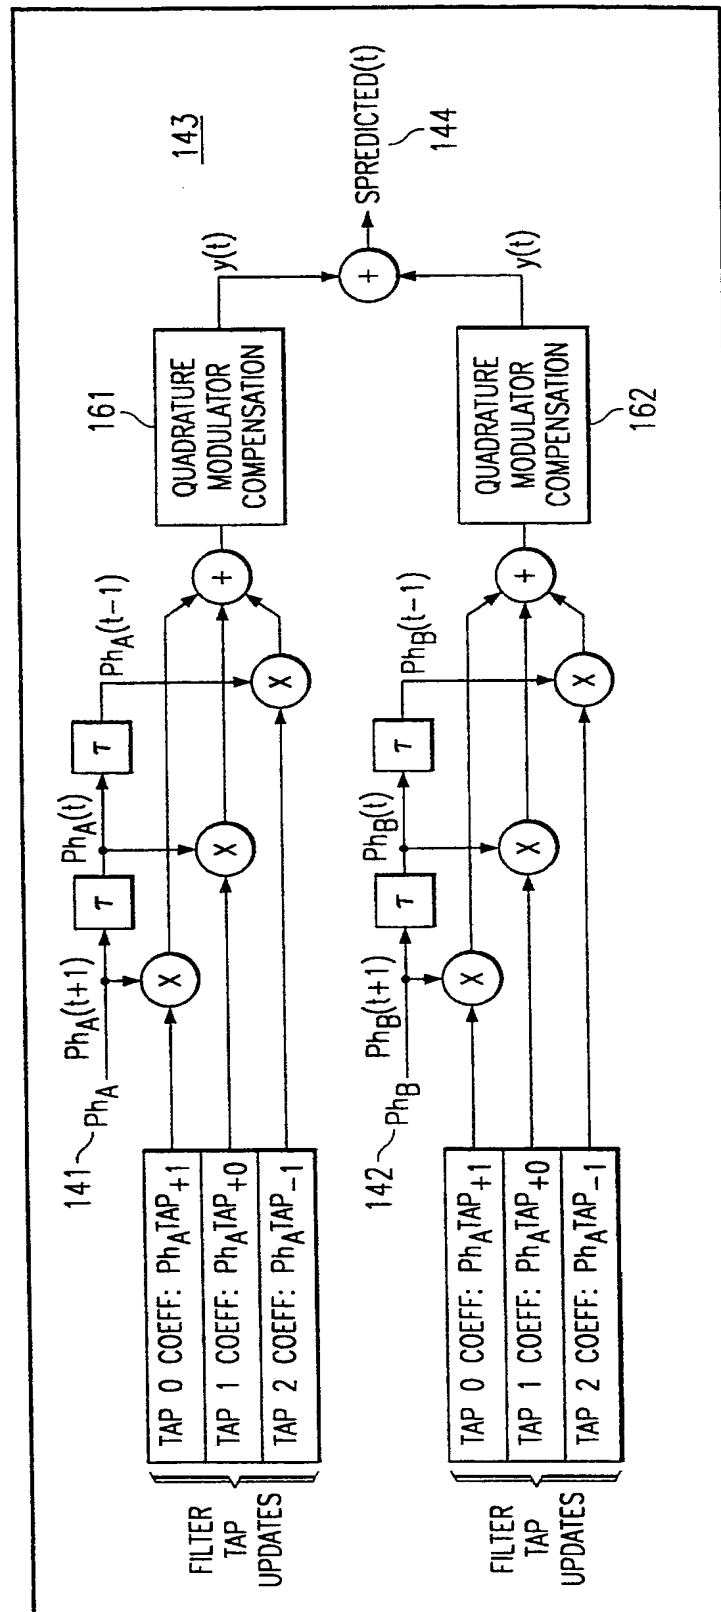 143
141
PhA
PhA(t+1)
τ
PhA(t)
τ
PhA(t-1)
X
X
X
+
161
QUADRATURE
MODULATOR
COMPENSATION
y(t)
FILTER
TAP
UPDATES
TAP 0 COEFF: PhATAP+1
TAP 1 COEFF: PhATAP+0
TAP 2 COEFF: PhATAP-1
+
SPREDICTED(t)
144
142
PhB
PhB(t+1)
τ
PhB(t)
τ
PhB(t-1)
X
X
X
+
QUADRATURE
MODULATOR
COMPENSATION
162
y(t)
FILTER
TAP
UPDATES
TAP 0 COEFF: PhATAP+1
TAP 1 COEFF: PhATAP+0
TAP 2 COEFF: PhATAP-1